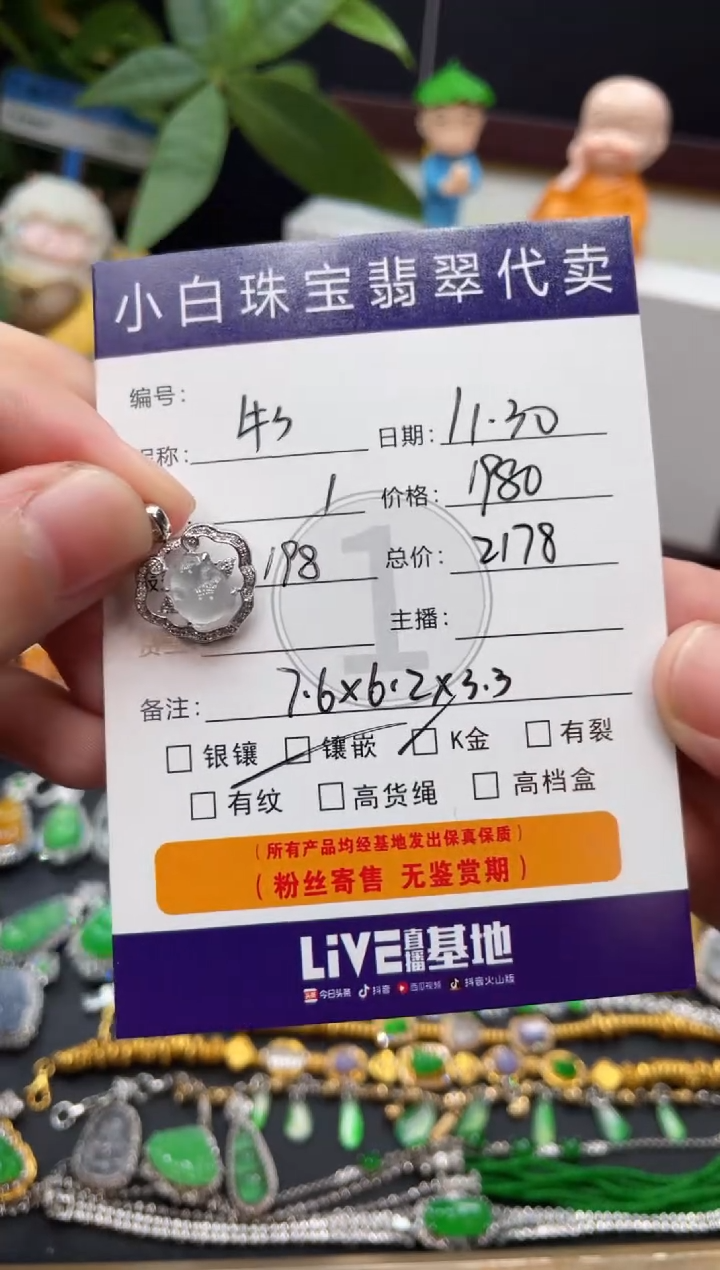 小白珠宝翡翠代卖
编号：
称： 日期： 11.30
1 价格： 1980
198 总价： 2178
主播：
备注： 7.6×6.2×3.3
□ 银镶 □ 镶嵌 □ K金 □ 有裂
□ 有纹 □ 高货绳 □ 高档盒
（所有产品均经基地发出保真保质）
（粉丝寄售 无鉴赏期）
LiVE直播基地
今日头条 抖音 西瓜视频 抖音火山版